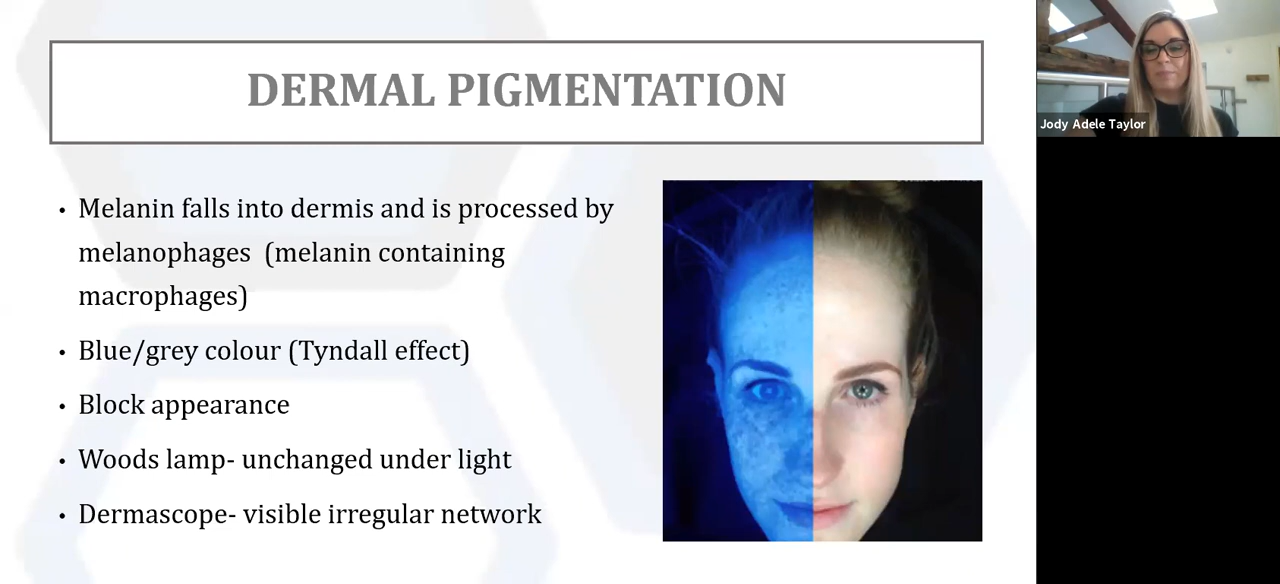 DERMAL PIGMENTATION
• Melanin falls into dermis and is processed by
melanophages (melanin containing
macrophages)
• Blue/grey colour (Tyndall effect)
• Block appearance
• Woods lamp- unchanged under light
• Dermascope- visible irregular network
Jody Adele Taylor